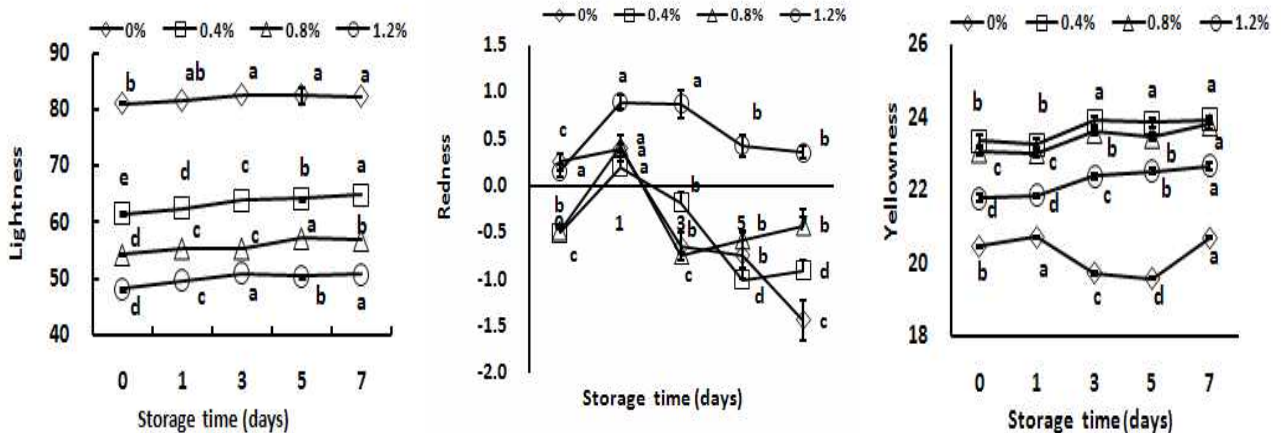 0% 0.4% 0.8% 1.2%
90
80
70
60
50
40
Lightness
b ab a a a
e d c b a
d c c a b
d c a b a
0 1 3 5 7
Storage time (days)
0% 0.4% 0.8% 1.2%
1.5
1.0
0.5
0.0
-0.5
-1.0
-1.5
-2.0
Redness
a a
c a b b
a a a
b b
0 1 3 5
c b b b
c b d
d c
Storage time (days)
0% 0.4% 0.8% 1.2%
26
24
22
20
18
Yellowness
b b a a a
c c b b a
d d c b a
b a c d a
0 1 3 5 7
Storage time (days)